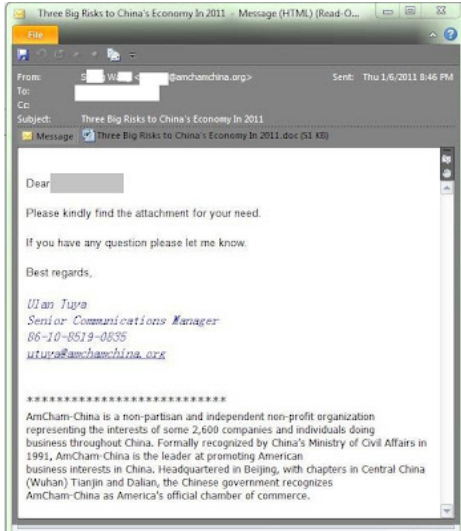 Three Big Risks to China's Economy In 2011 - Message (HTML) (Read-O...
File
From: @amchamchina.org> Sent: Thu 1/6/2011 8:46 PM
To:
Cc:
Subject: Three Big Risks to China's Economy In 2011
Message Three Big Risks to China's Economy In 2011.doc (51 KB)
Dear
Please kindly find the attachment for your need.
If you have any question please let me know.
Best regards,
Ulan Tuya
Senior Communications Manager
86-10-8519-0835
utuya@amchamchina.org
***************************
AmCham-China is a non-partisan and independent non-profit organization
representing the interests of some 2,600 companies and individuals doing
business throughout China. Formally recognized by China's Ministry of Civil Affairs in
1991, AmCham-China is the leader at promoting American
business interests in China. Headquartered in Beijing, with chapters in Central China
(Wuhan) Tianjin and Dalian, the Chinese government recognizes
AmCham-China as America's official chamber of commerce.